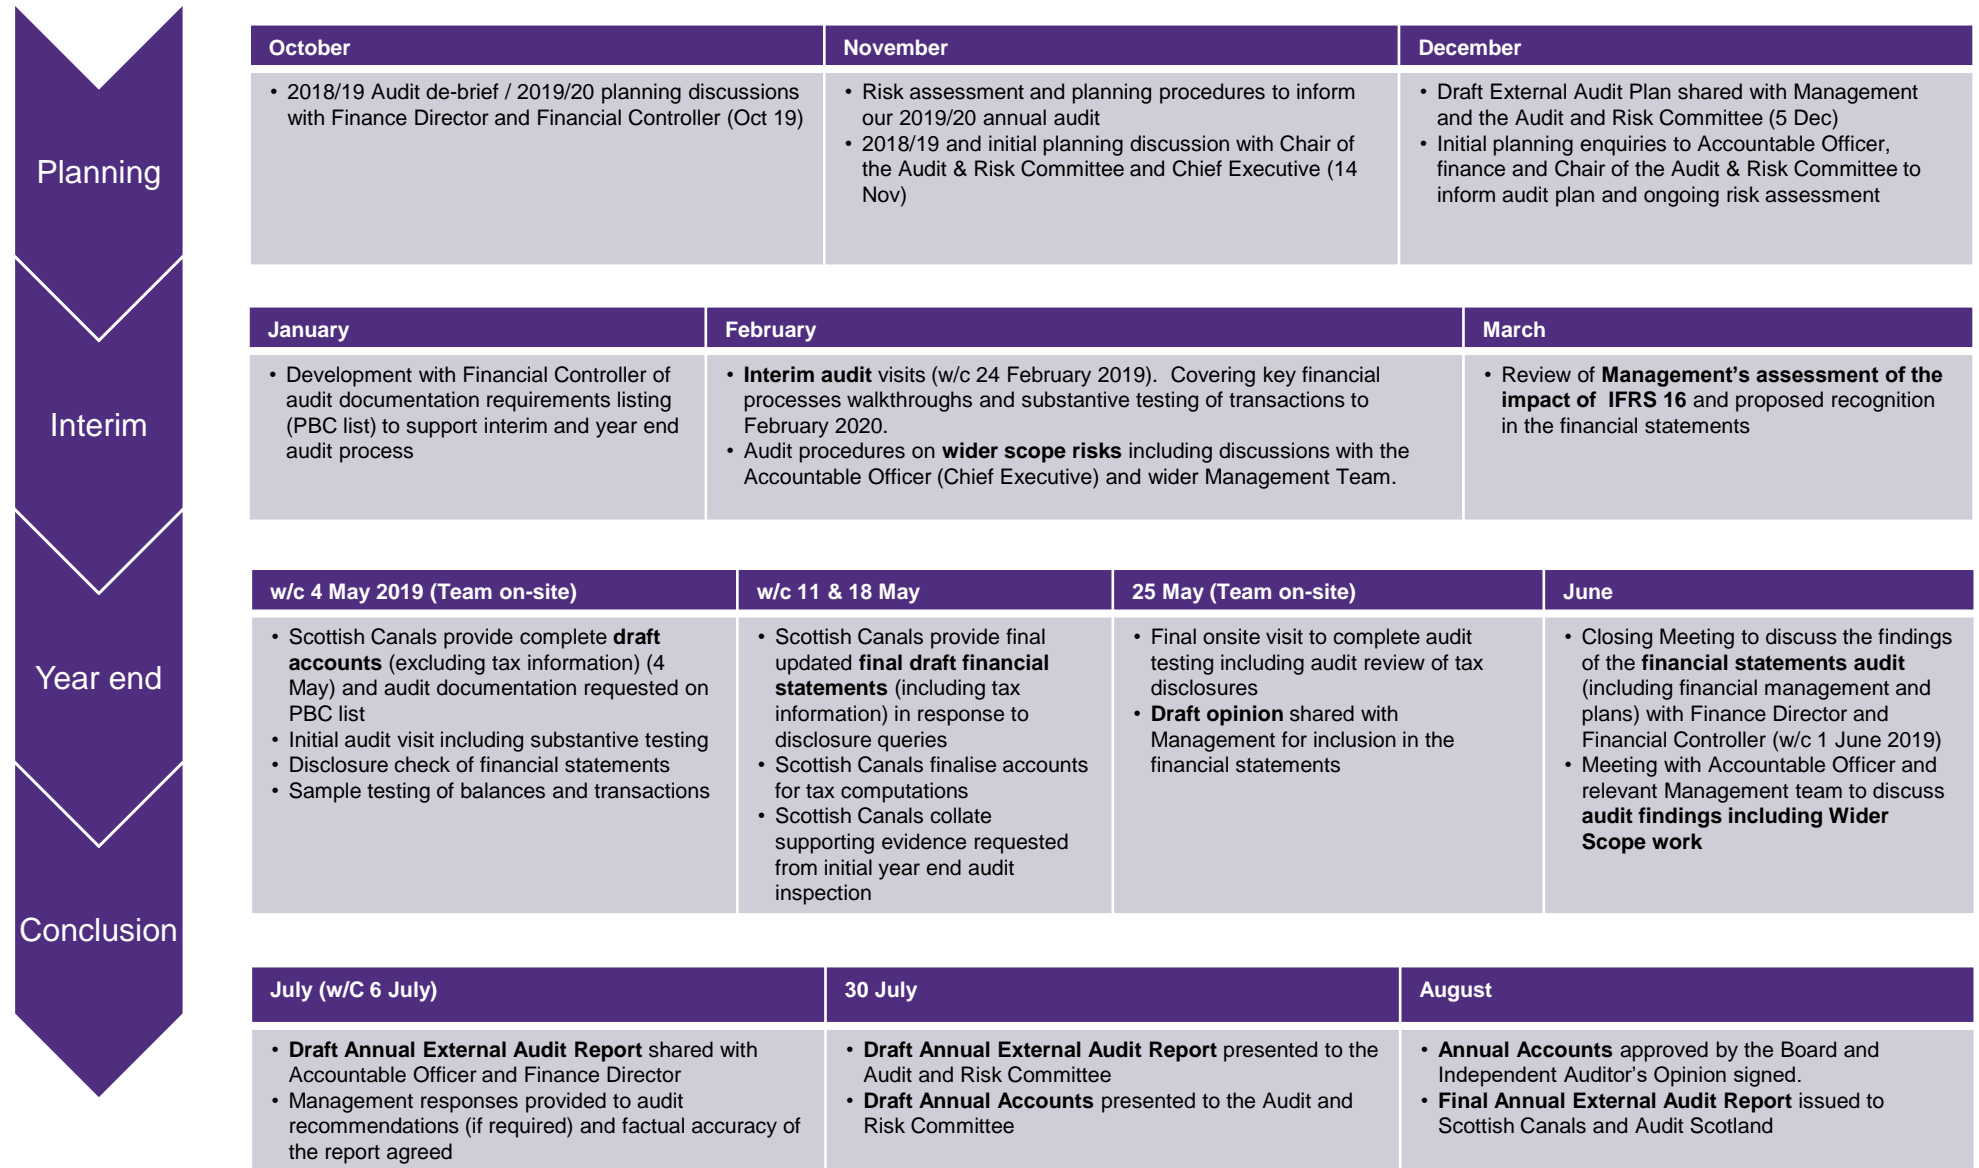 Planning
October
• 2018/19 Audit de-brief / 2019/20 planning discussions
with Finance Director and Financial Controller (Oct 19)
November
• Risk assessment and planning procedures to inform
our 2019/20 annual audit
• 2018/19 and initial planning discussion with Chair of
the Audit & Risk Committee and Chief Executive (14
Nov)
December
• Draft External Audit Plan shared with Management
and the Audit and Risk Committee (5 Dec)
• Initial planning enquiries to Accountable Officer,
finance and Chair of the Audit & Risk Committee to
inform audit plan and ongoing risk assessment
Interim
January
• Development with Financial Controller of
audit documentation requirements listing
(PBC list) to support interim and year end
audit process
February
• Interim audit visits (w/c 24 February 2019). Covering key financial
processes walkthroughs and substantive testing of transactions to
February 2020.
• Audit procedures on wider scope risks including discussions with the
Accountable Officer (Chief Executive) and wider Management Team.
March
• Review of Management's assessment of the
impact of IFRS 16 and proposed recognition
in the financial statements
Year end
w/c 4 May 2019 (Team on-site)
• Scottish Canals provide complete draft
accounts (excluding tax information) (4
May) and audit documentation requested on
PBC list
• Initial audit visit including substantive testing
• Disclosure check of financial statements
• Sample testing of balances and transactions
w/c 11 & 18 May
• Scottish Canals provide final
updated final draft financial
statements (including tax
information) in response to
disclosure queries
• Scottish Canals finalise accounts
for tax computations
• Scottish Canals collate
supporting evidence requested
from initial year end audit
inspection
25 May (Team on-site)
• Final onsite visit to complete audit
testing including audit review of tax
disclosures
• Draft opinion shared with
Management for inclusion in the
financial statements
June
• Closing Meeting to discuss the findings
of the financial statements audit
(including financial management and
plans) with Finance Director and
Financial Controller (w/c 1 June 2019)
• Meeting with Accountable Officer and
relevant Management team to discuss
audit findings including Wider
Scope work
Conclusion
July (w/C 6 July)
• Draft Annual External Audit Report shared with
Accountable Officer and Finance Director
• Management responses provided to audit
recommendations (if required) and factual accuracy of
the report agreed
30 July
• Draft Annual External Audit Report presented to the
Audit and Risk Committee
• Draft Annual Accounts presented to the Audit and
Risk Committee
August
• Annual Accounts approved by the Board and
Independent Auditor's Opinion signed.
• Final Annual External Audit Report issued to
Scottish Canals and Audit Scotland